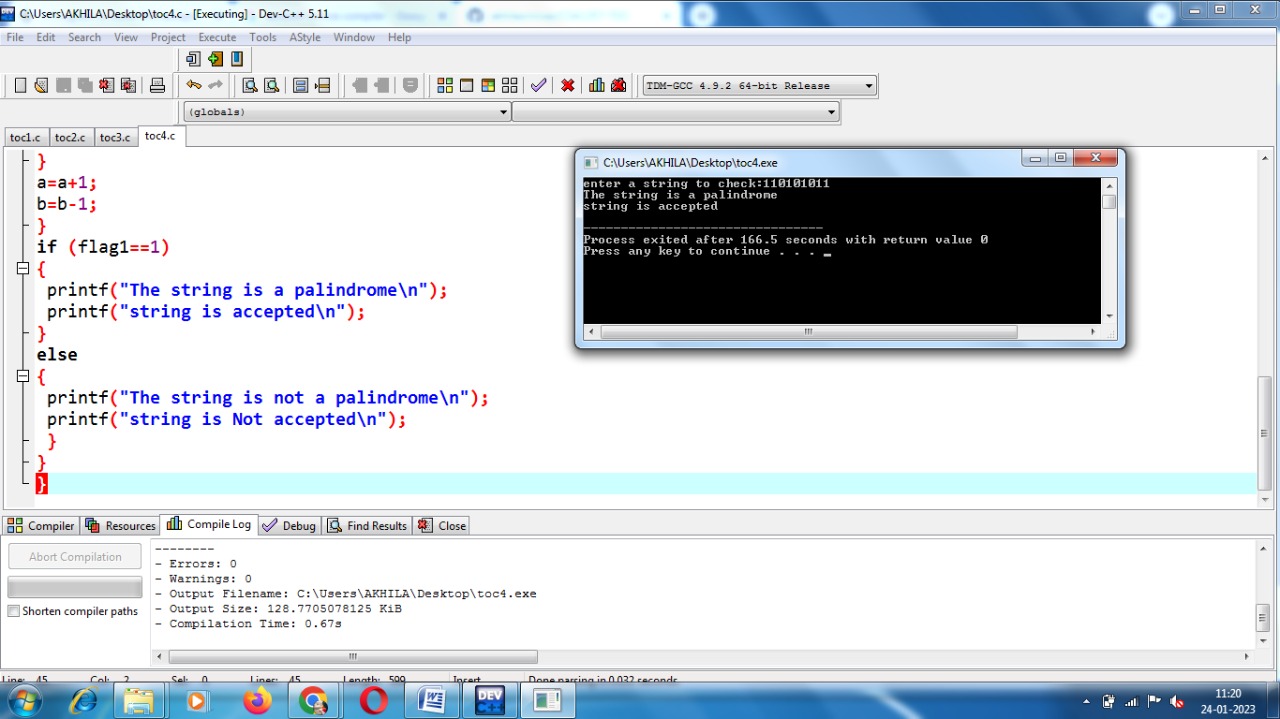 C:\Users\AKHILA\Desktop\toc4.c - [Executing] - Dev-C++ 5.11
File Edit Search View Project Execute Tools AStyle Window Help
TDM-GCC 4.9.2 64-bit Release
(globals)
toc1.c toc2.c toc3.c toc4.c
}
a=a+1;
b=b-1;
}
if (flag1==1)
{
printf("The string is a palindrome\n");
printf("string is accepted\n");
}
else
{
printf("The string is not a palindrome\n");
printf("string is Not accepted\n");
}
}
}
C:\Users\AKHILA\Desktop\toc4.exe
enter a string to check:110101011
The string is a palindrome
string is accepted
--------------------------------
Process exited after 166.5 seconds with return value 0
Press any key to continue . . .
Compiler Resources Compile Log Debug Find Results Close
Abort Compilation
Shorten compiler paths
--------
- Errors: 0
- Warnings: 0
- Output Filename: C:\Users\AKHILA\Desktop\toc4.exe
- Output Size: 128.7705078125 KiB
- Compilation Time: 0.67s
Line: 45 Col: 2 Sel: 0 Lines: 45 Length: 599 Insert Done parsing in 0.032 seconds
DEV C++
11:20
24-01-2023